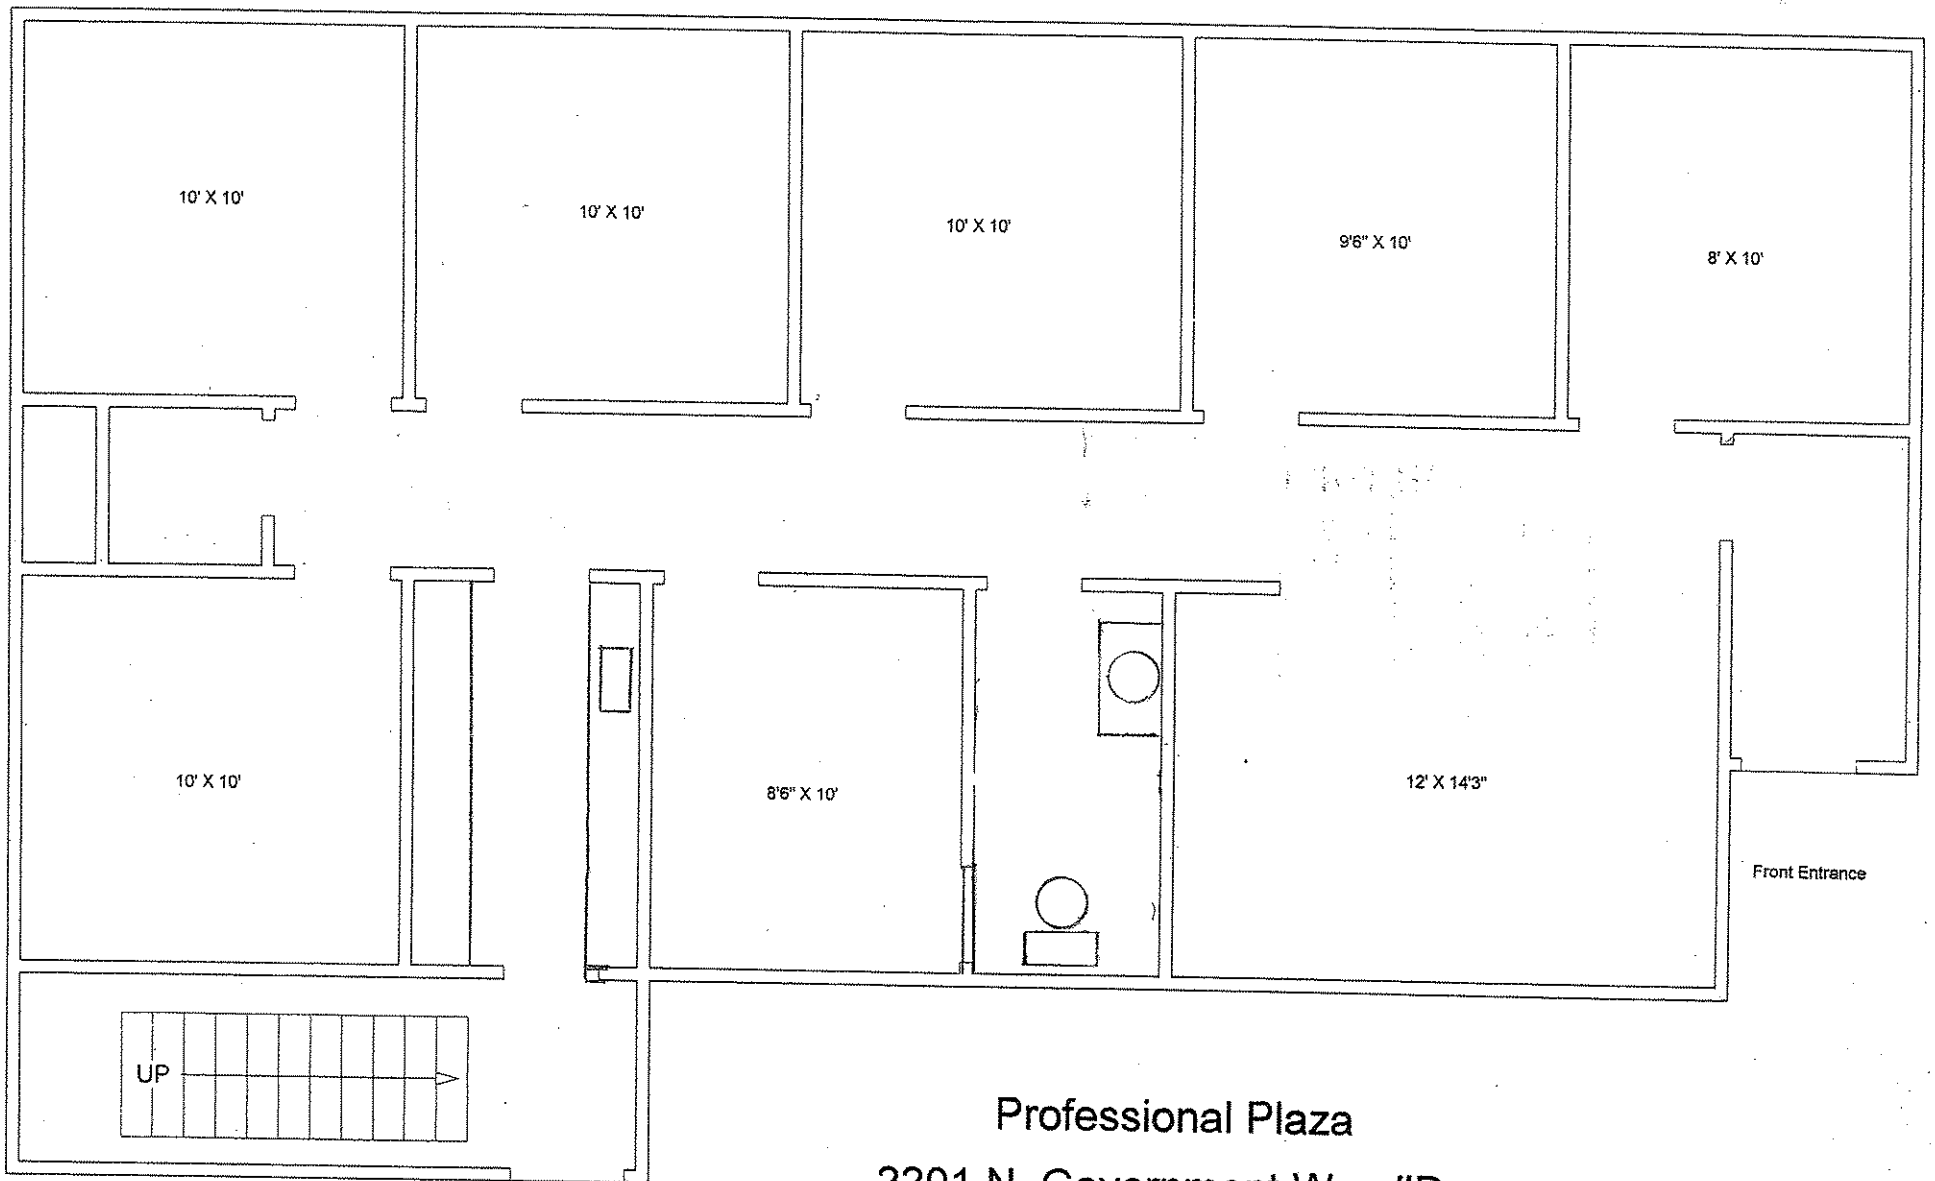 10' X 10'
10' X 10'
10' X 10'
9'6" X 10'
8' X 10'
10' X 10'
8'6" X 10'
12' X 14'3"
Front Entrance
UP
Professional Plaza
N. Government